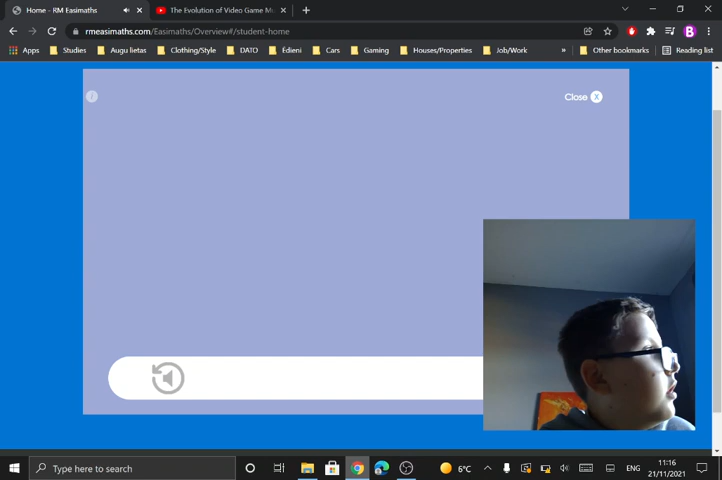 Home - RM Easimaths
The Evolution of Video Game Mu
rmeasimaths.com/Easimaths/Overview#/student-home
B
Apps Studies Augu lietas Clothing/Style DATO Edieni Cars Gaming Houses/Properties Job/Work » Other bookmarks Reading list
i
Close X
Type here to search
6°C
ENG
11:16
21/11/2021